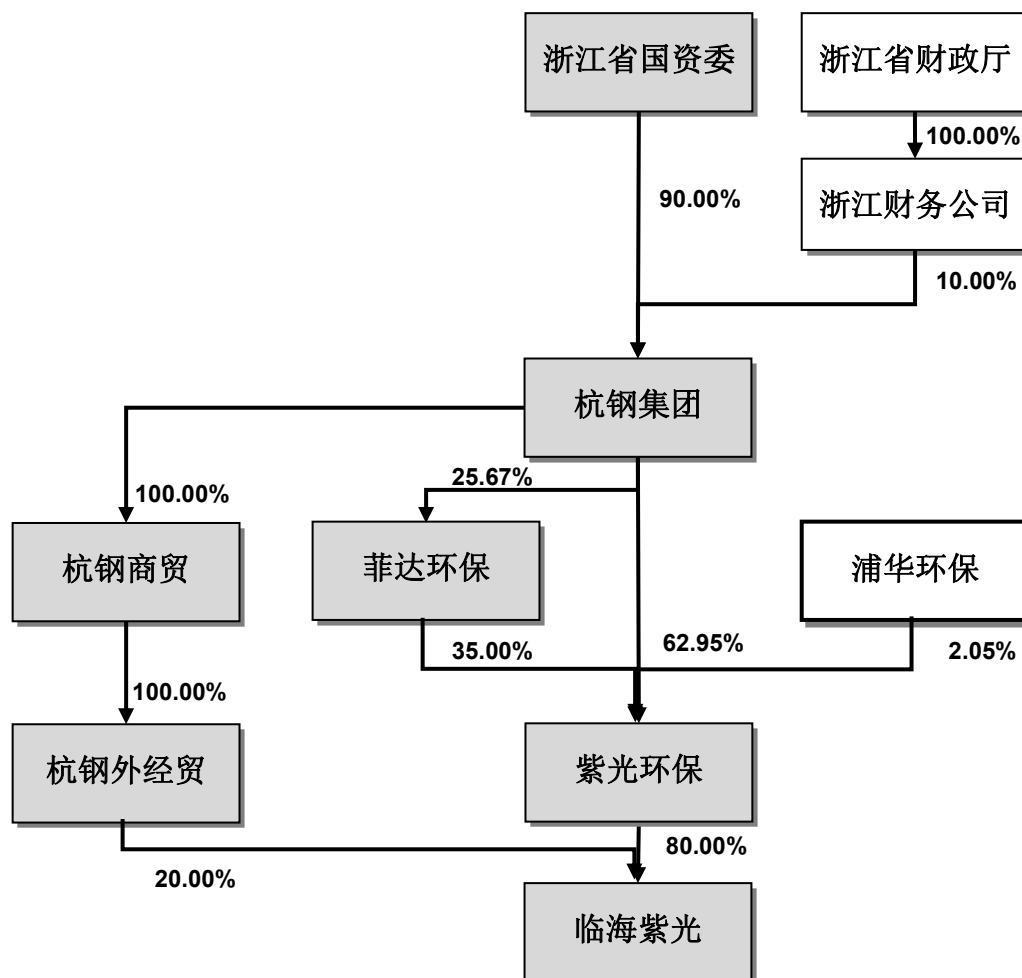 浙江省国资委
浙江省财政厅
100.00%
90.00%
浙江财务公司
10.00%
杭钢集团
25.67%
100.00%
杭钢商贸
菲达环保
浦华环保
35.00%
62.95%
2.05%
100.00%
杭钢外经贸
紫光环保
80.00%
20.00%
临海紫光